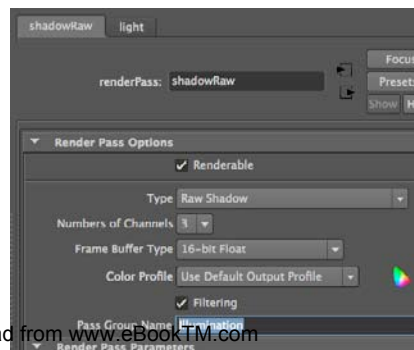 shadowRaw light
Focus
renderPass: shadowRaw
Presets
Show H
Render Pass Options
Renderable
Type Raw Shadow
Numbers of Channels 3
Frame Buffer Type 16-bit Float
Color Profile Use Default Output Profile
Filtering
Pass Group Name Illumination
d from www.eBookTM.com
Render Pass Parameters